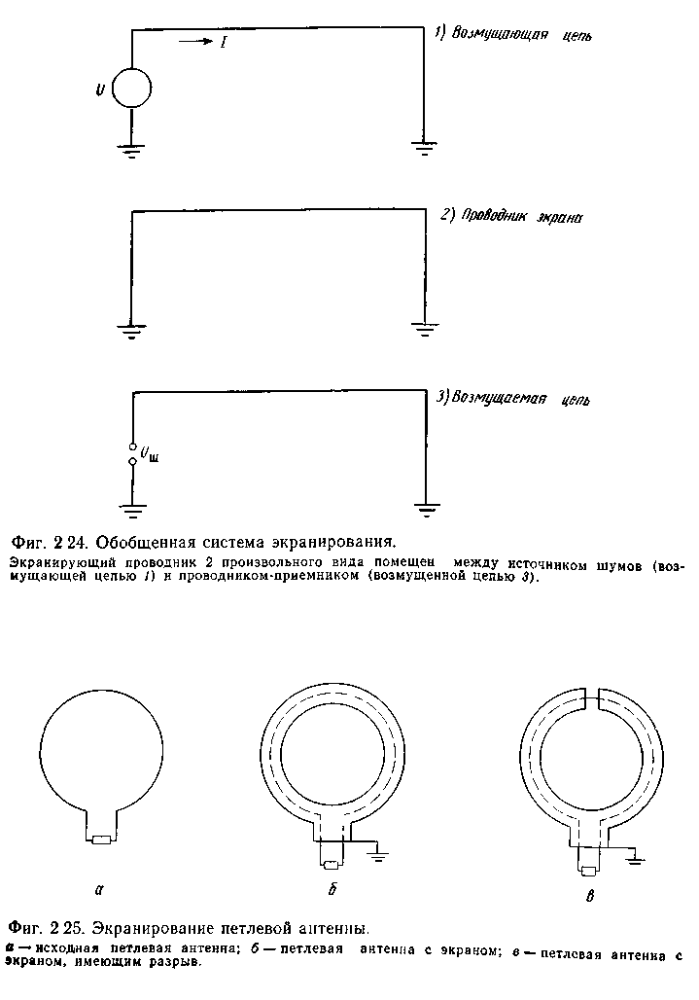 1) Возмущающая цепь
I
U
2) Проводник экрана
3) Возмущаемая цепь
Uш
Фиг. 2 24. Обобщенная система экранирования.
Экранирующий проводник 2 произвольного вида помещен между источником шумов (воз-
мущающей цепью 1) и проводником-приемником (возмущенной цепью 3).
а б в
Фиг. 2 25. Экранирование петлевой антенны.
а — исходная петлевая антенна; б — петлевая антенна с экраном; в — петлевая антенна с
экраном, имеющим разрыв.